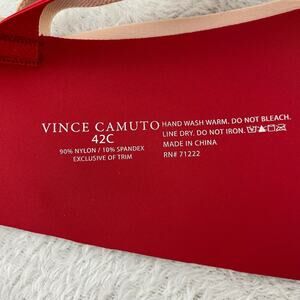 VINCE CAMUTO
42C
90% NYLON / 10% SPANDEX
EXCLUSIVE OF TRIM
HAND WASH WARM. DO NOT BLEACH.
LINE DRY. DO NOT IRON.
MADE IN CHINA
RN# 71222